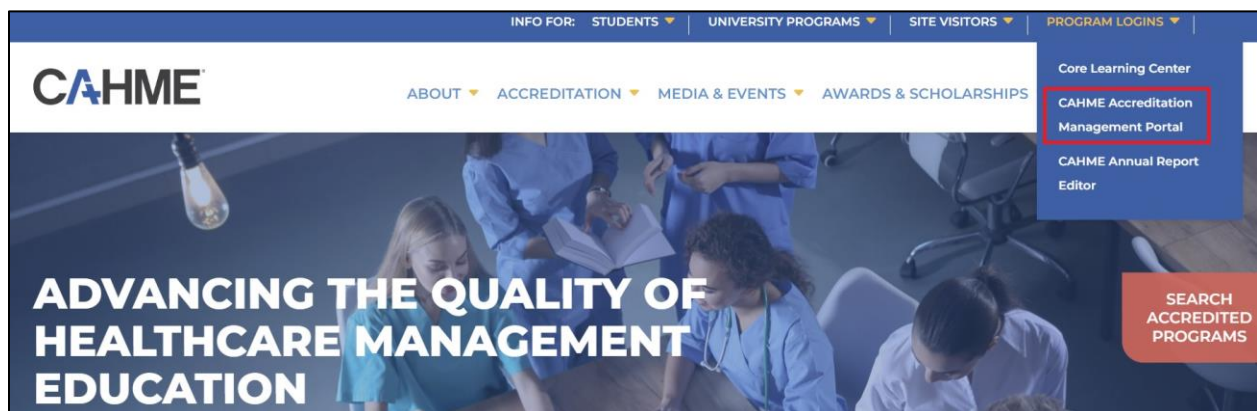 INFO FOR: STUDENTS UNIVERSITY PROGRAMS SITE VISITORS PROGRAM LOGINS
CAHME
ABOUT ACCREDITATION MEDIA & EVENTS AWARDS & SCHOLARSHIPS
Core Learning Center
CAHME Accreditation
Management Portal
CAHME Annual Report
Editor
ADVANCING THE QUALITY OF
HEALTHCARE MANAGEMENT
EDUCATION
SEARCH
ACCREDITED
PROGRAMS